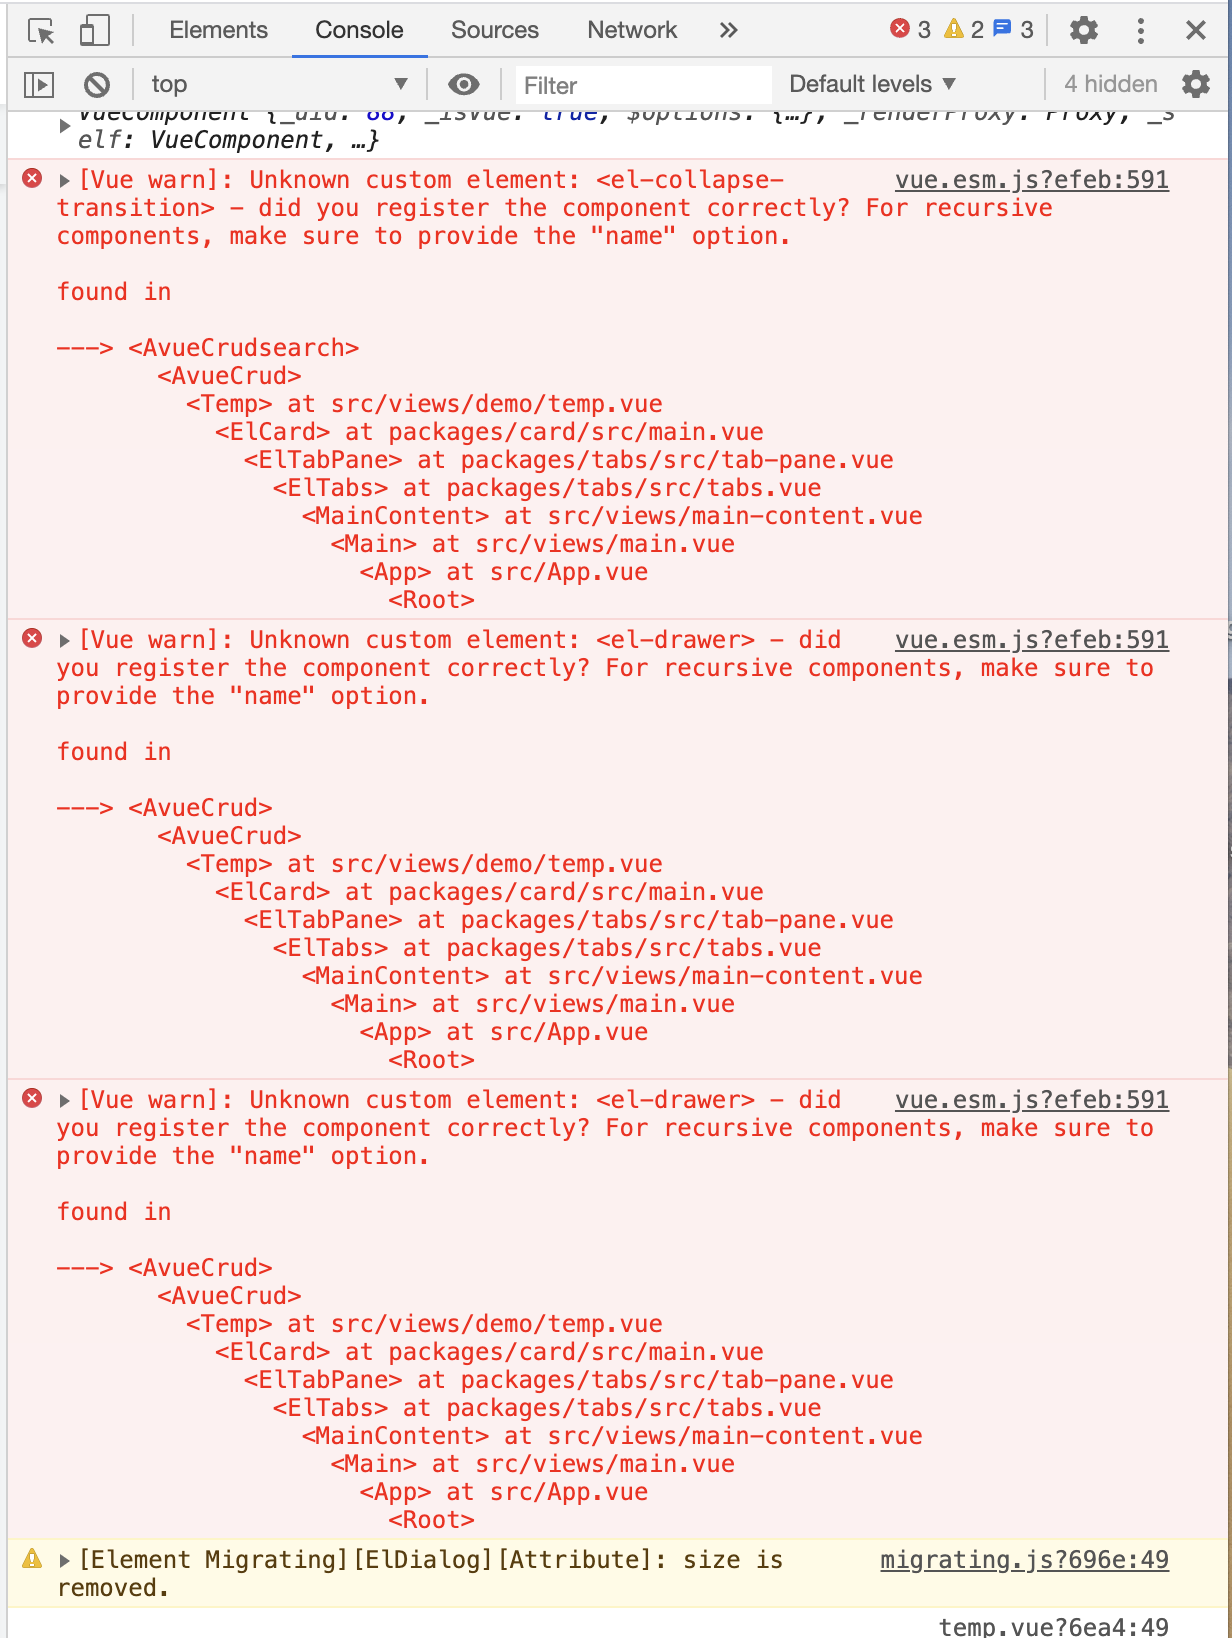 Elements Console Sources Network » 3 2 3
top Filter Default levels 4 hidden
VueComponent {_uid: 88, _isVue: true, $options: {…}, _renderProxy: Proxy, _s
elf: VueComponent, …}
[Vue warn]: Unknown custom element: <el-collapse- vue.esm.js?efeb:591
transition> - did you register the component correctly? For recursive
components, make sure to provide the "name" option.
found in
---> <AvueCrudsearch>
<AvueCrud>
<Temp> at src/views/demo/temp.vue
<ElCard> at packages/card/src/main.vue
<ElTabPane> at packages/tabs/src/tab-pane.vue
<ElTabs> at packages/tabs/src/tabs.vue
<MainContent> at src/views/main-content.vue
<Main> at src/views/main.vue
<App> at src/App.vue
<Root>
[Vue warn]: Unknown custom element: <el-drawer> - did vue.esm.js?efeb:591
you register the component correctly? For recursive components, make sure to
provide the "name" option.
found in
---> <AvueCrud>
<AvueCrud>
<Temp> at src/views/demo/temp.vue
<ElCard> at packages/card/src/main.vue
<ElTabPane> at packages/tabs/src/tab-pane.vue
<ElTabs> at packages/tabs/src/tabs.vue
<MainContent> at src/views/main-content.vue
<Main> at src/views/main.vue
<App> at src/App.vue
<Root>
[Vue warn]: Unknown custom element: <el-drawer> - did vue.esm.js?efeb:591
you register the component correctly? For recursive components, make sure to
provide the "name" option.
found in
---> <AvueCrud>
<AvueCrud>
<Temp> at src/views/demo/temp.vue
<ElCard> at packages/card/src/main.vue
<ElTabPane> at packages/tabs/src/tab-pane.vue
<ElTabs> at packages/tabs/src/tabs.vue
<MainContent> at src/views/main-content.vue
<Main> at src/views/main.vue
<App> at src/App.vue
<Root>
[Element Migrating][ElDialog][Attribute]: size is migrating.js?696e:49
removed.
temp.vue?6ea4:49